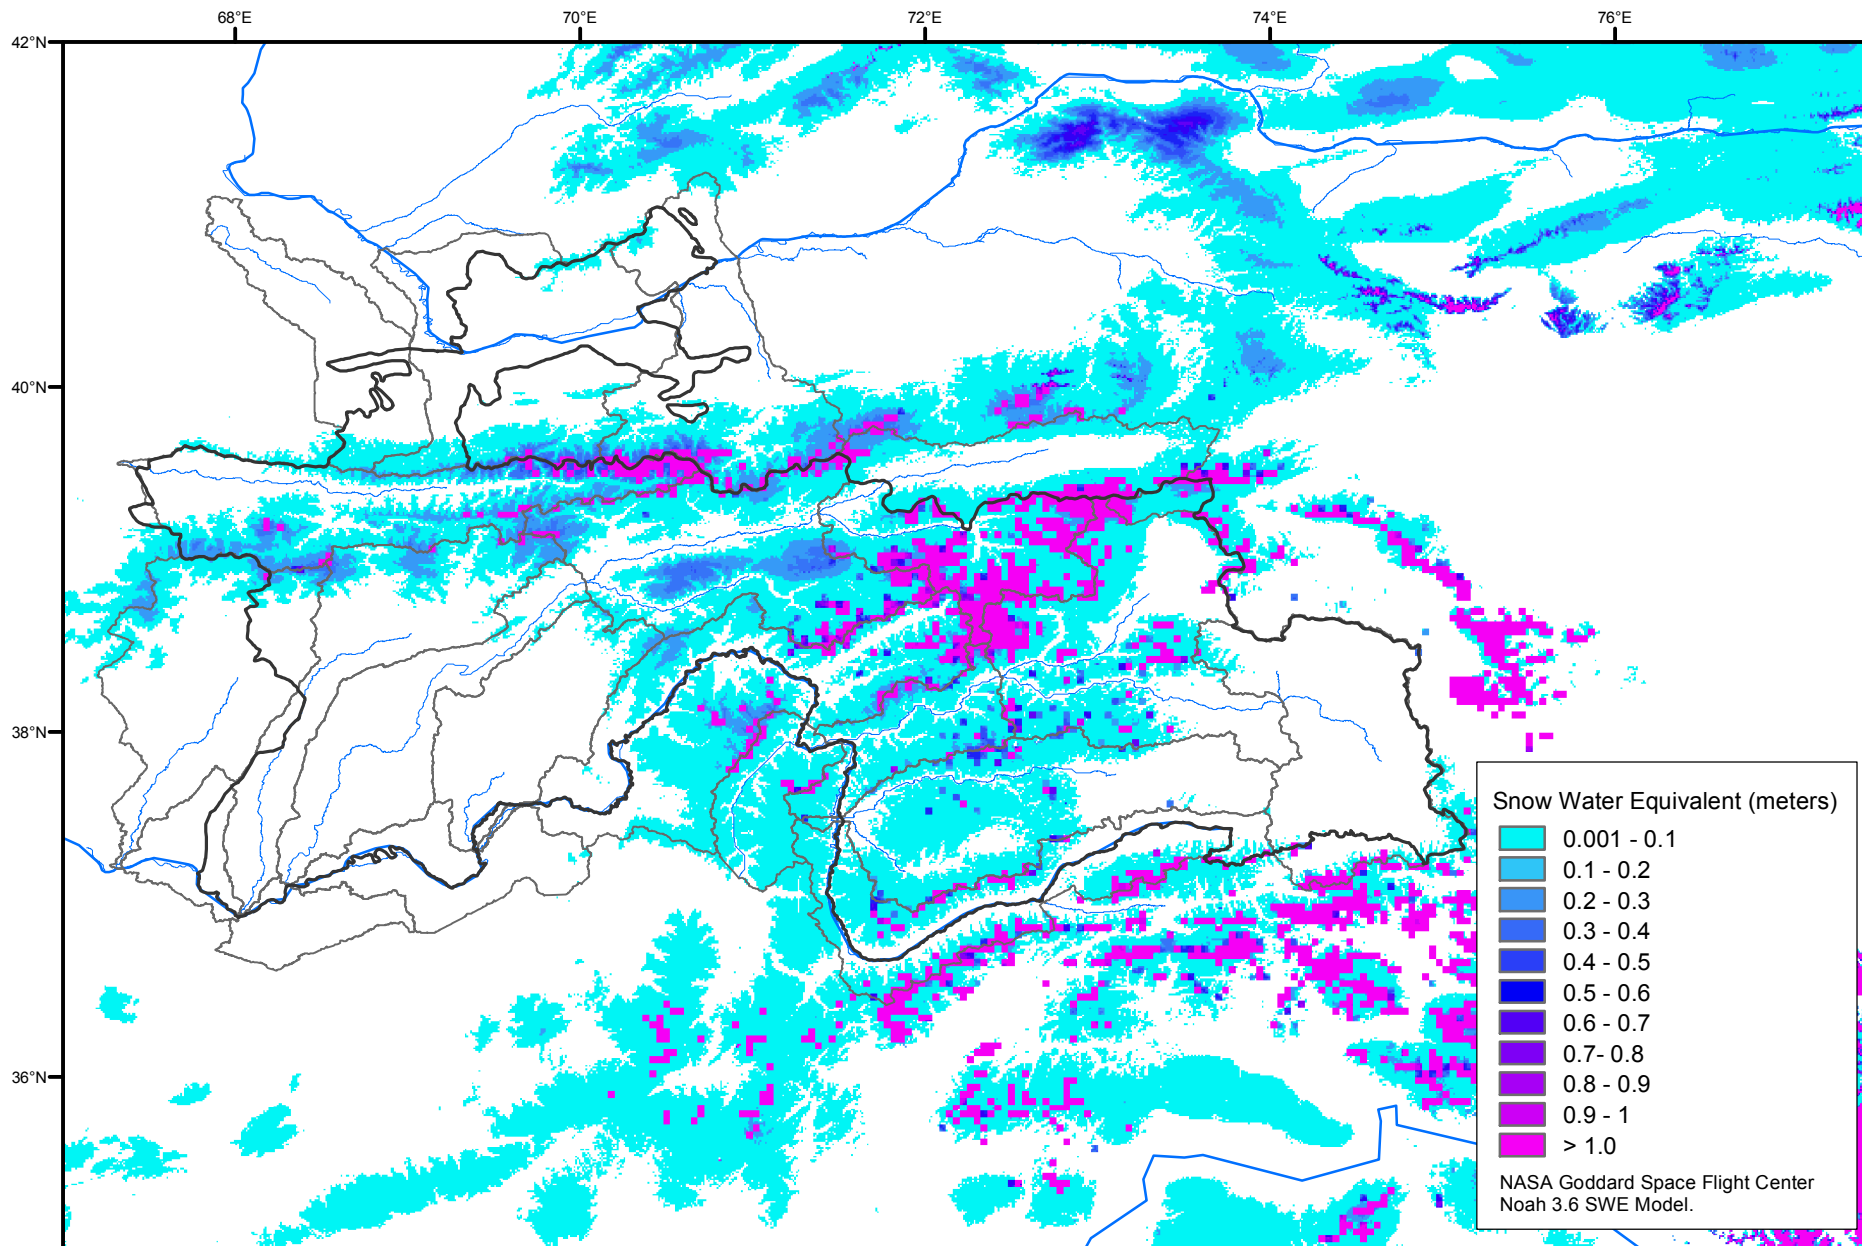 68°E 70°E 72°E 74°E 76°E
42°N
40°N
38°N
36°N
Snow Water Equivalent (meters)
0.001 - 0.1
0.1 - 0.2
0.2 - 0.3
0.3 - 0.4
0.4 - 0.5
0.5 - 0.6
0.6 - 0.7
0.7- 0.8
0.8 - 0.9
0.9 - 1
> 1.0
NASA Goddard Space Flight Center
Noah 3.6 SWE Model.